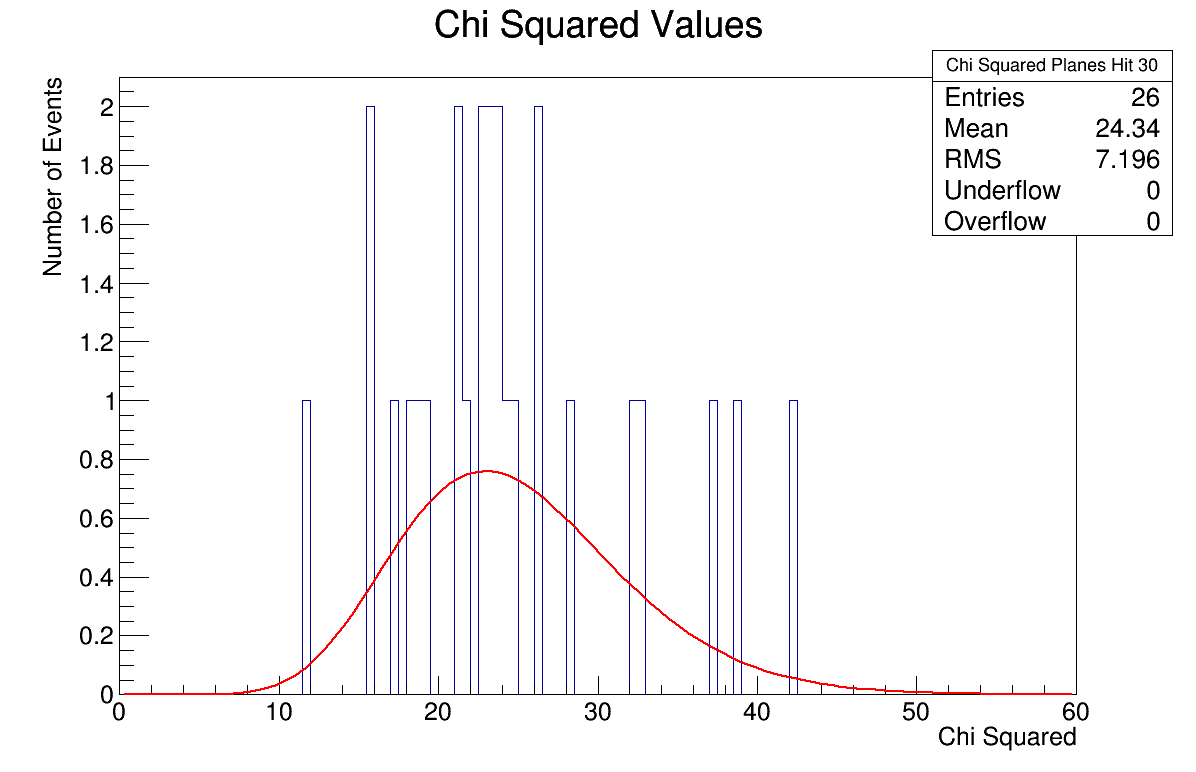 Chi Squared Values
Chi Squared Planes Hit 30
Entries 26
Mean 24.34
RMS 7.196
Underflow 0
Overflow 0
Number of Events
2
1.8
1.6
1.4
1.2
1
0.8
0.6
0.4
0.2
0
0 10 20 30 40 50 60
Chi Squared